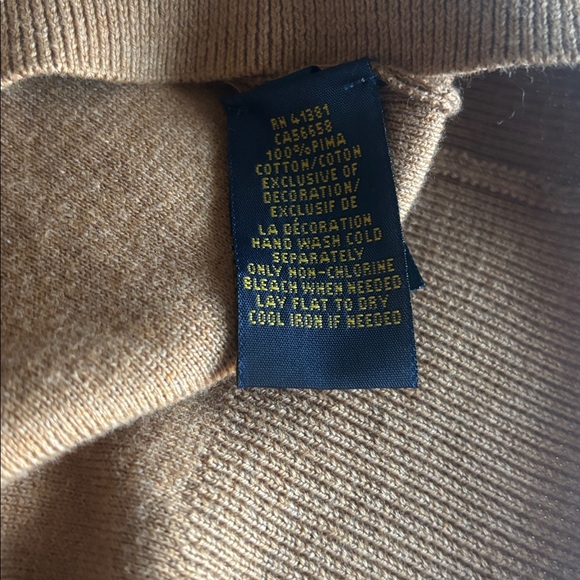 RN 41381
CA56658
100%PIMA
COTTON/COTON
EXCLUSIVE OF
DECORATION/
EXCLUSIF DE
LA DÉCORATION
HAND WASH COLD
SEPARATELY
ONLY NON-CHLORINE
BLEACH WHEN NEEDED
LAY FLAT TO DRY
COOL IRON IF NEEDED